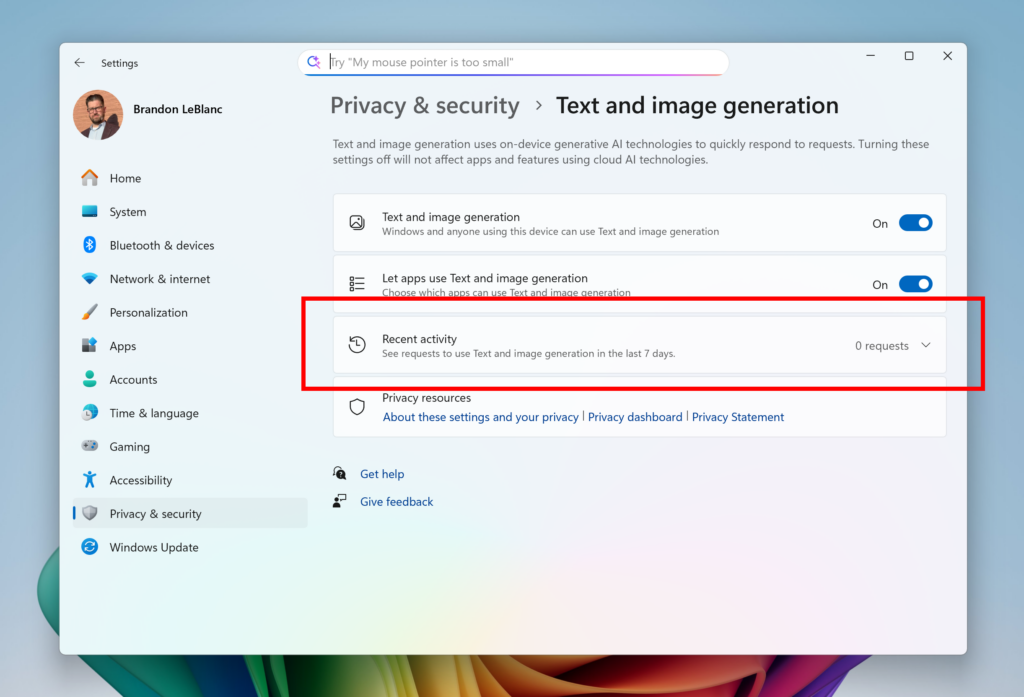 Settings
Try "My mouse pointer is too small"
Brandon LeBlanc
Home
System
Bluetooth & devices
Network & internet
Personalization
Apps
Accounts
Time & language
Gaming
Accessibility
Privacy & security
Windows Update
Privacy & security > Text and image generation
Text and image generation uses on-device generative AI technologies to quickly respond to requests. Turning these
settings off will not affect apps and features using cloud AI technologies.
Text and image generation
Windows and anyone using this device can use Text and image generation
On
Let apps use Text and image generation
Choose which apps can use Text and image generation
On
Recent activity
See requests to use Text and image generation in the last 7 days.
0 requests
Privacy resources
About these settings and your privacy | Privacy dashboard | Privacy Statement
Get help
Give feedback